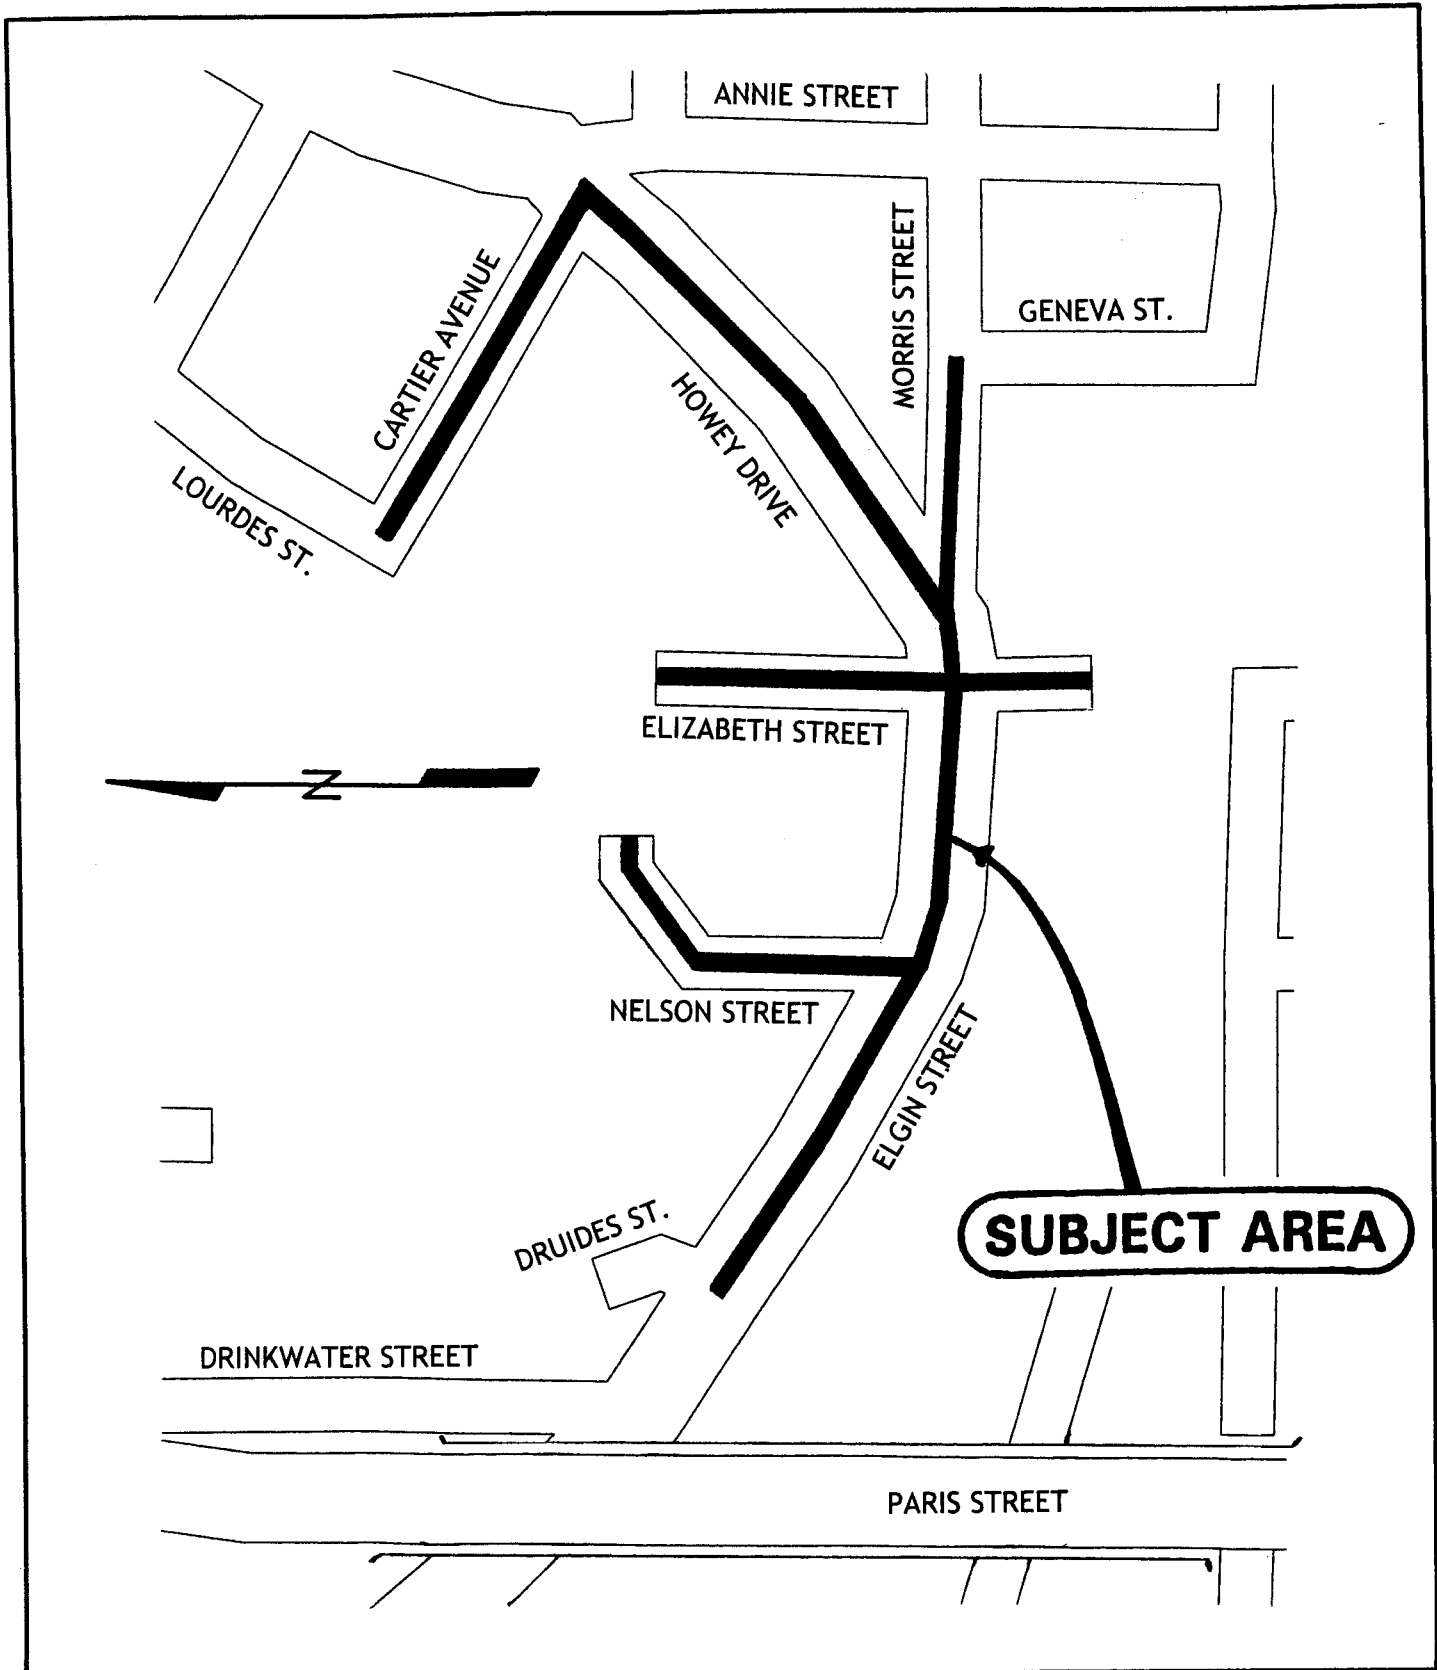 ANNIE STREET
MORRIS STREET
GENEVA ST.
CARTIER AVENUE
HOWEY DRIVE
LOURDES ST.
ELIZABETH STREET
N
NELSON STREET
ELGIN STREET
DRUIDES ST.
SUBJECT AREA
DRINKWATER STREET
PARIS STREET